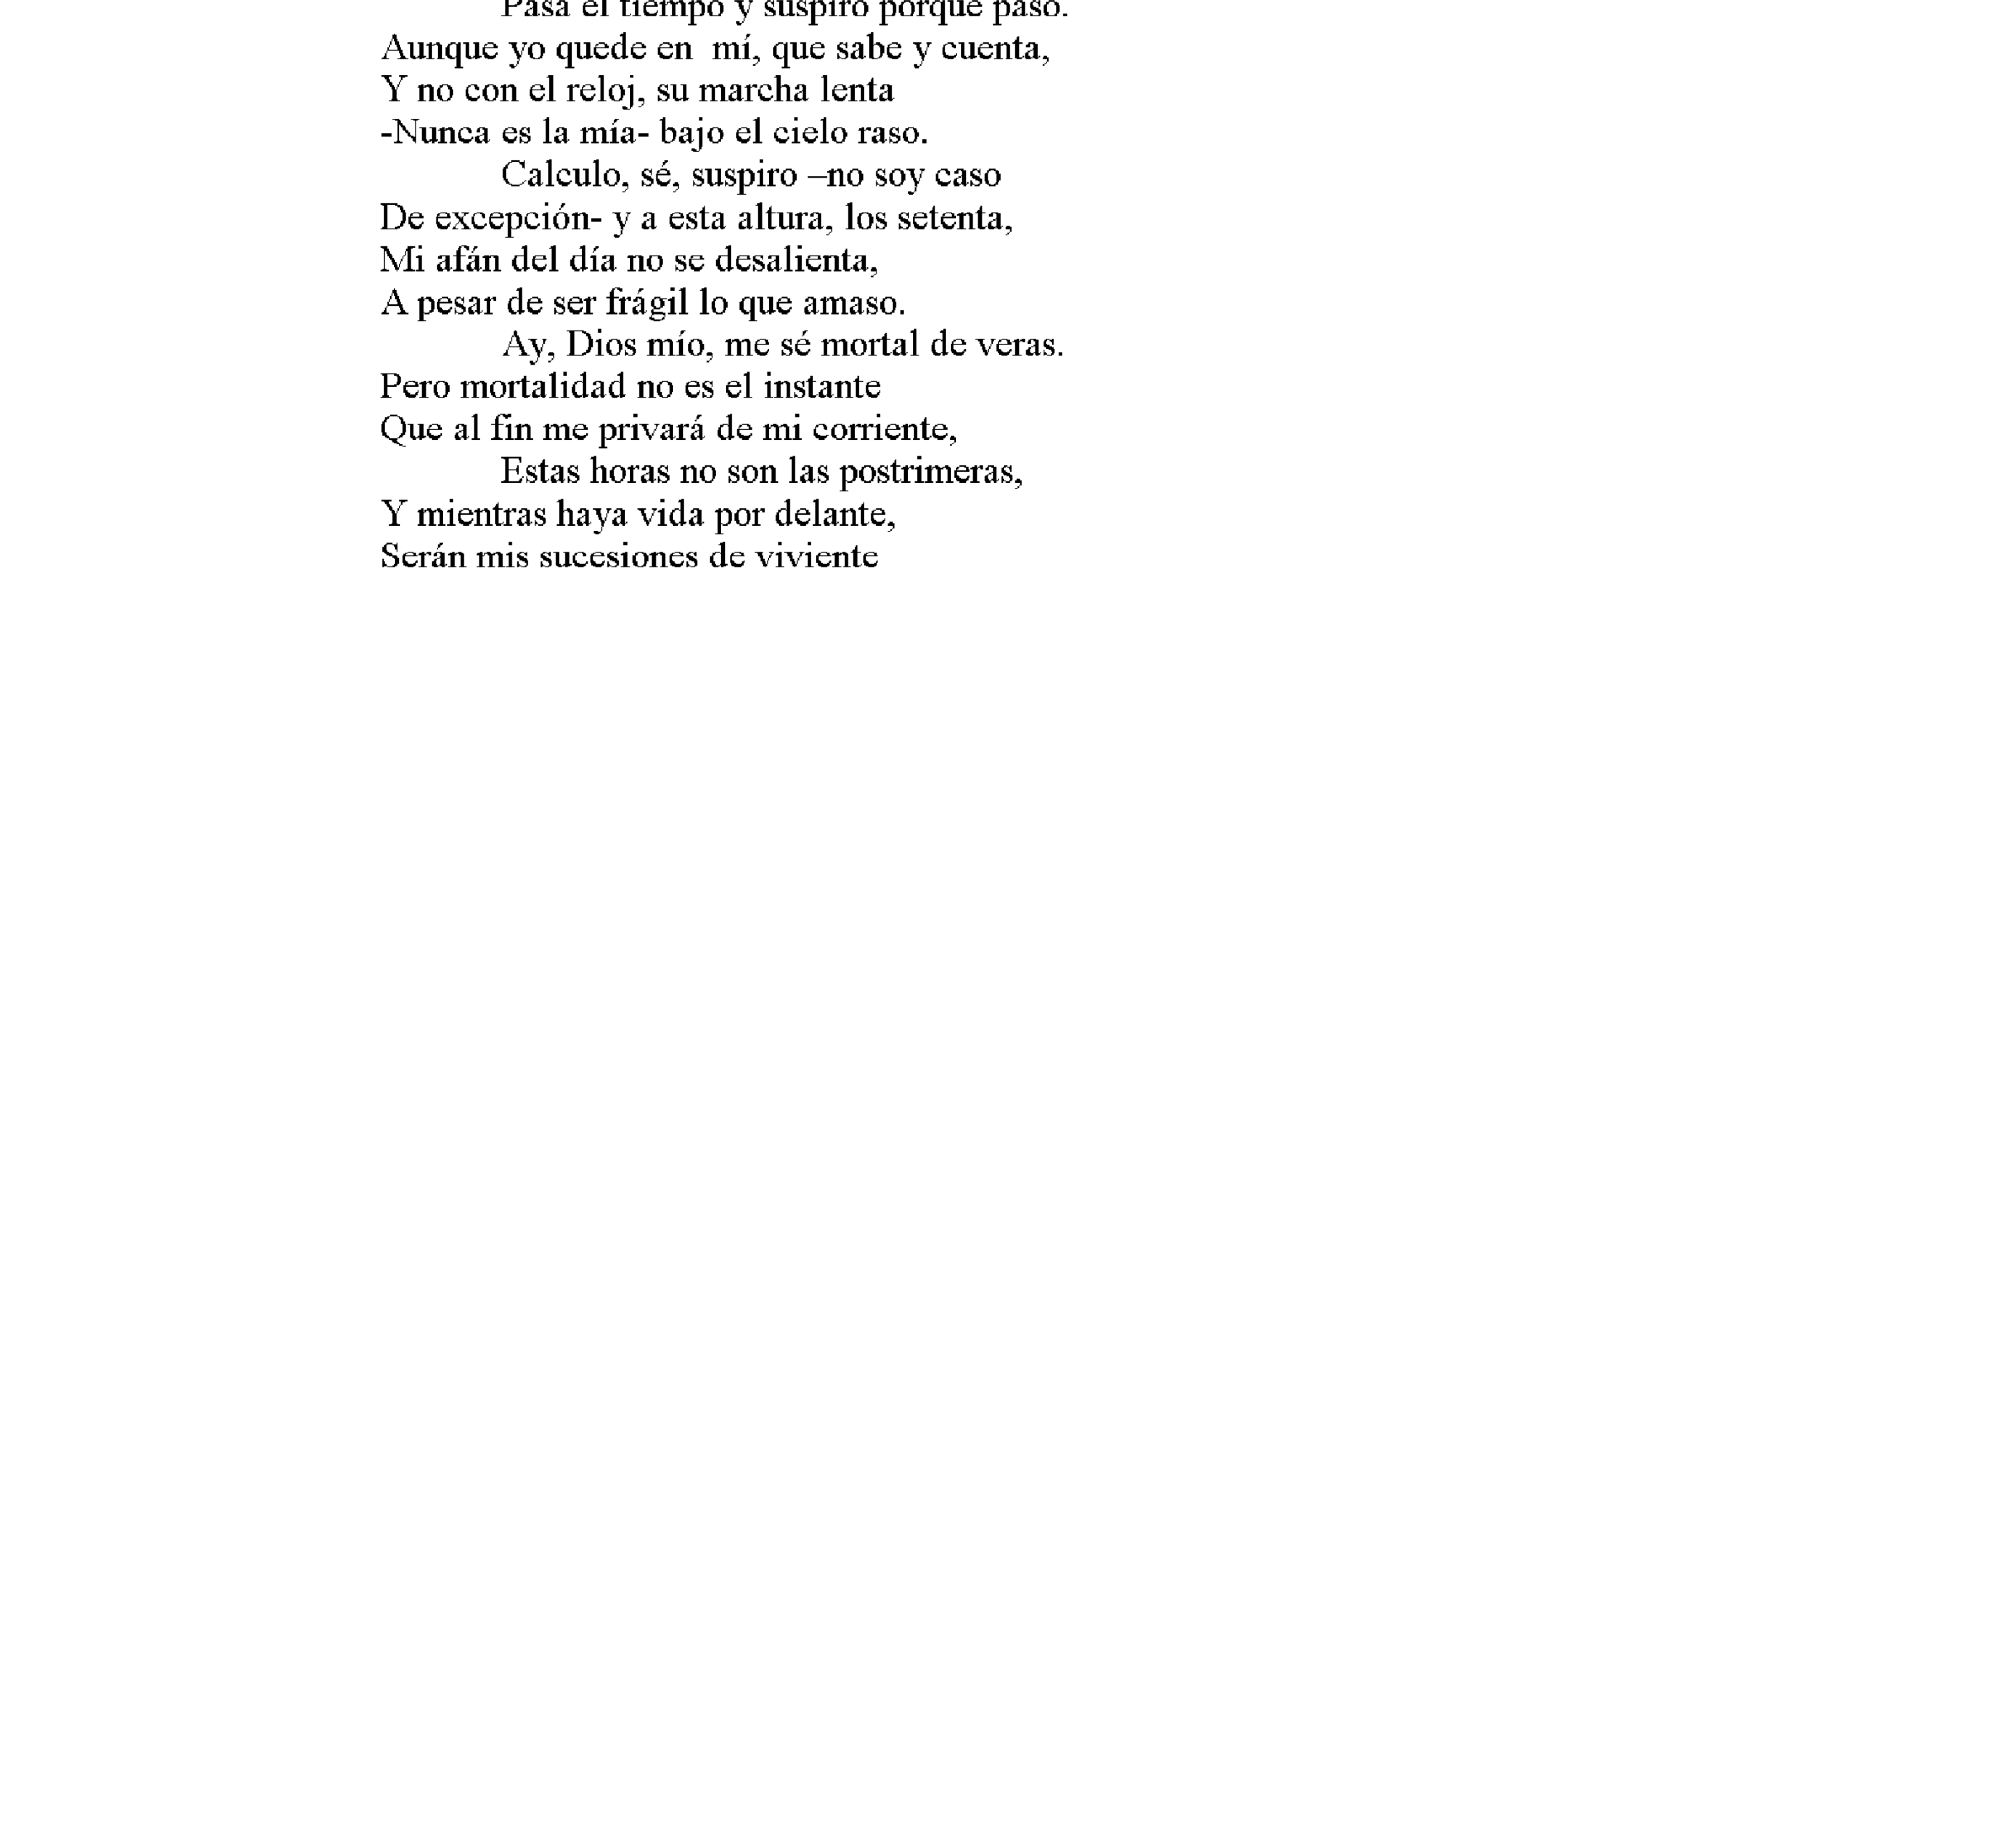 Pasa el tiempo y suspiro porque paso.
Aunque yo quede en  mí, que sabe y cuenta,
Y no con el reloj, su marcha lenta
-Nunca es la mía- bajo el cielo raso.
Calculo, sé, suspiro –no soy caso
De excepción- y a esta altura, los setenta,
Mi afán del día no se desalienta,
A pesar de ser frágil lo que amaso.
Ay, Dios mío, me sé mortal de veras.
Pero mortalidad no es el instante
Que al fin me privará de mi corriente,
Estas horas no son las postrimeras,
Y mientras haya vida por delante,
Serán mis sucesiones de viviente